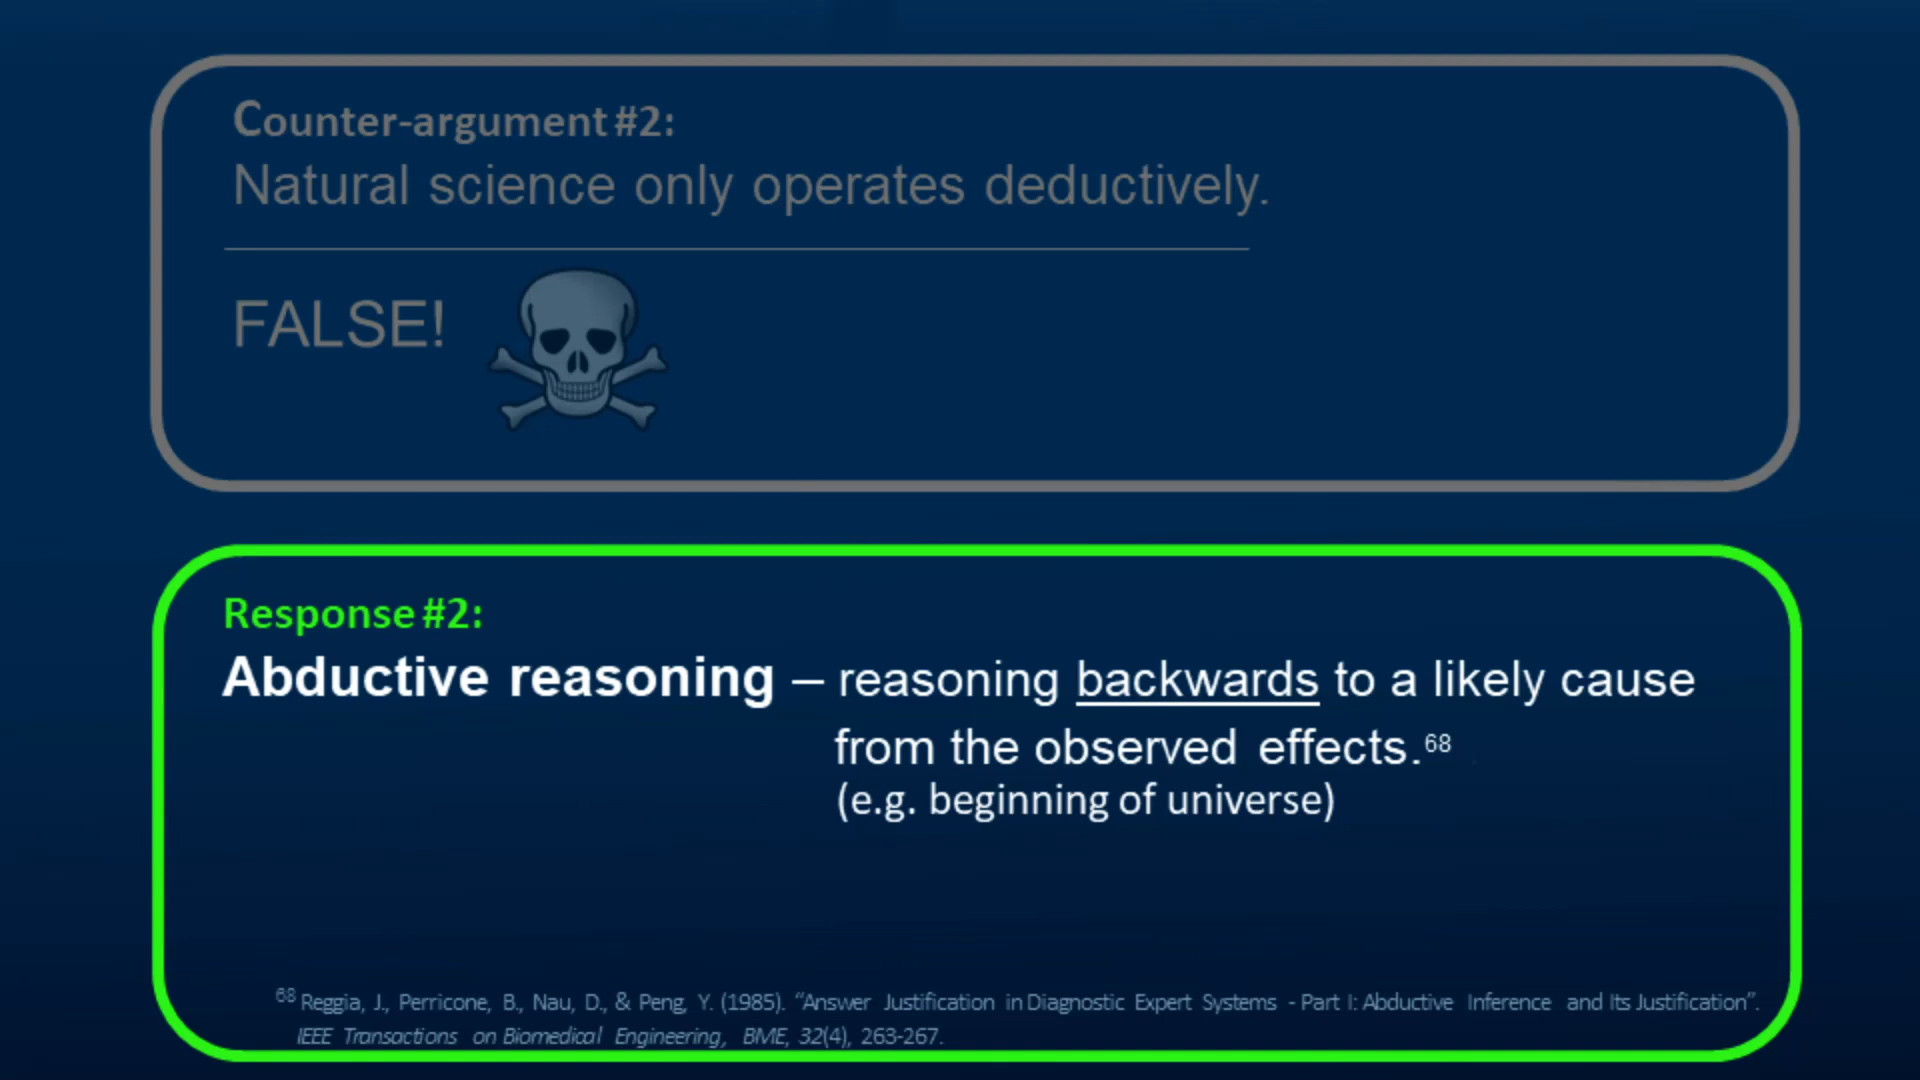 Counter-argument #2:
Natural science only operates deductively.
FALSE!
Response #2:
Abductive reasoning – reasoning backwards to a likely cause
from the observed effects.68
(e.g. beginning of universe)
68 Reggia, J., Perricone, B., Nau, D., & Peng, Y. (1985). “Answer Justification in Diagnostic Expert Systems - Part I: Abductive Inference and Its Justification”.
IEEE Transactions on Biomedical Engineering, BME, 32(4), 263-267.